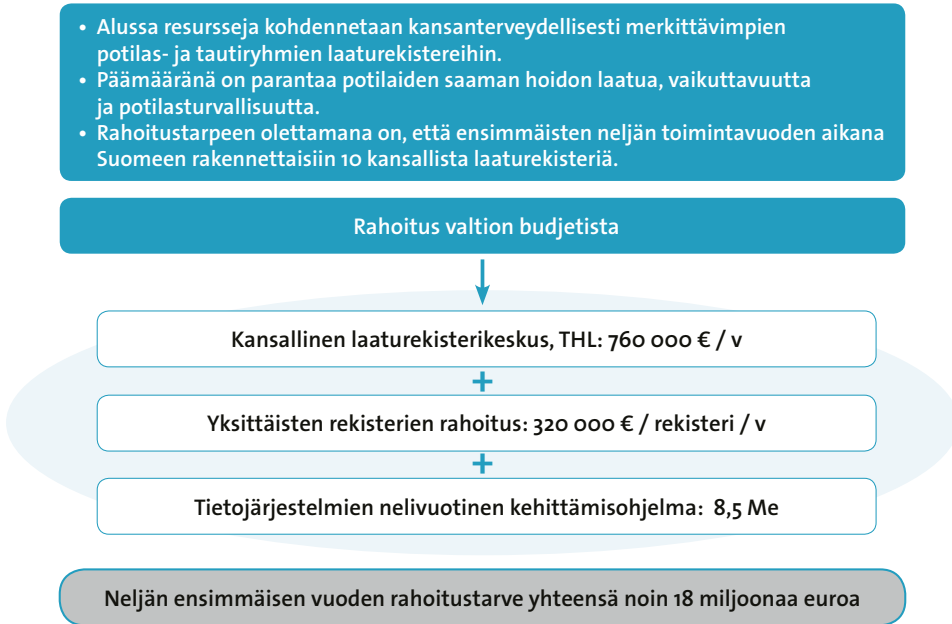 • Alussa resursseja kohdennetaan kansanterveydellisesti merkittävimpien
potilas- ja tautiryhmien laaturekistereihin.
• Päämääränä on parantaa potilaiden saaman hoidon laatua, vaikuttavuutta
ja potilasturvallisuutta.
• Rahoitustarpeen olettamana on, että ensimmäisten neljän toimintavuoden aikana
Suomeen rakennettaisiin 10 kansallista laaturekisteriä.
Rahoitus valtion budjetista
Kansallinen laaturekisterikeskus, THL: 760 000 € / v
+
Yksittäisten rekisterien rahoitus: 320 000 € / rekisteri / v
+
Tietojärjestelmien nelivuotinen kehittämisohjelma: 8,5 Me
Neljän ensimmäisen vuoden rahoitustarve yhteensä noin 18 miljoonaa euroa